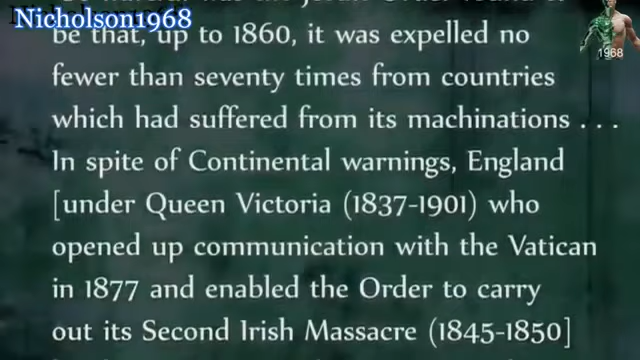 Nicholson1968
1968
be that, up to 1860, it was expelled no
fewer than seventy times from countries
which had suffered from its machinations . . .
In spite of Continental warnings, England
[under Queen Victoria (1837-1901) who
opened up communication with the Vatican
in 1877 and enabled the Order to carry
out its Second Irish Massacre (1845-1850]